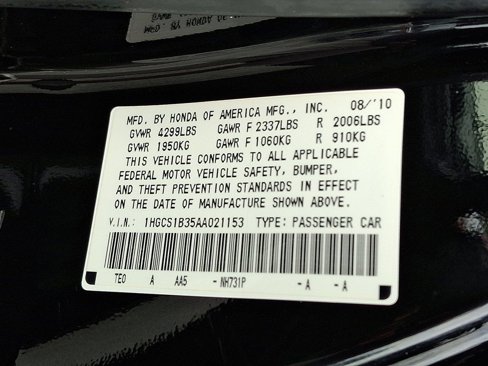 MFD. BY HONDA OF AMERICA MFG., INC. 08/'10
GVWR 4299LBS GAWR F 2337LBS R 2006LBS
GVWR 1950KG GAWR F 1060KG R 910KG
THIS VEHICLE CONFORMS TO ALL APPLICABLE
FEDERAL MOTOR VEHICLE SAFETY, BUMPER,
AND THEFT PREVENTION STANDARDS IN EFFECT
ON THE DATE OF MANUFACTURE SHOWN ABOVE.
V.I.N.: 1HGCS1B35AA021153 TYPE: PASSENGER CAR
TE0 A AA5 - NH731P - A - A